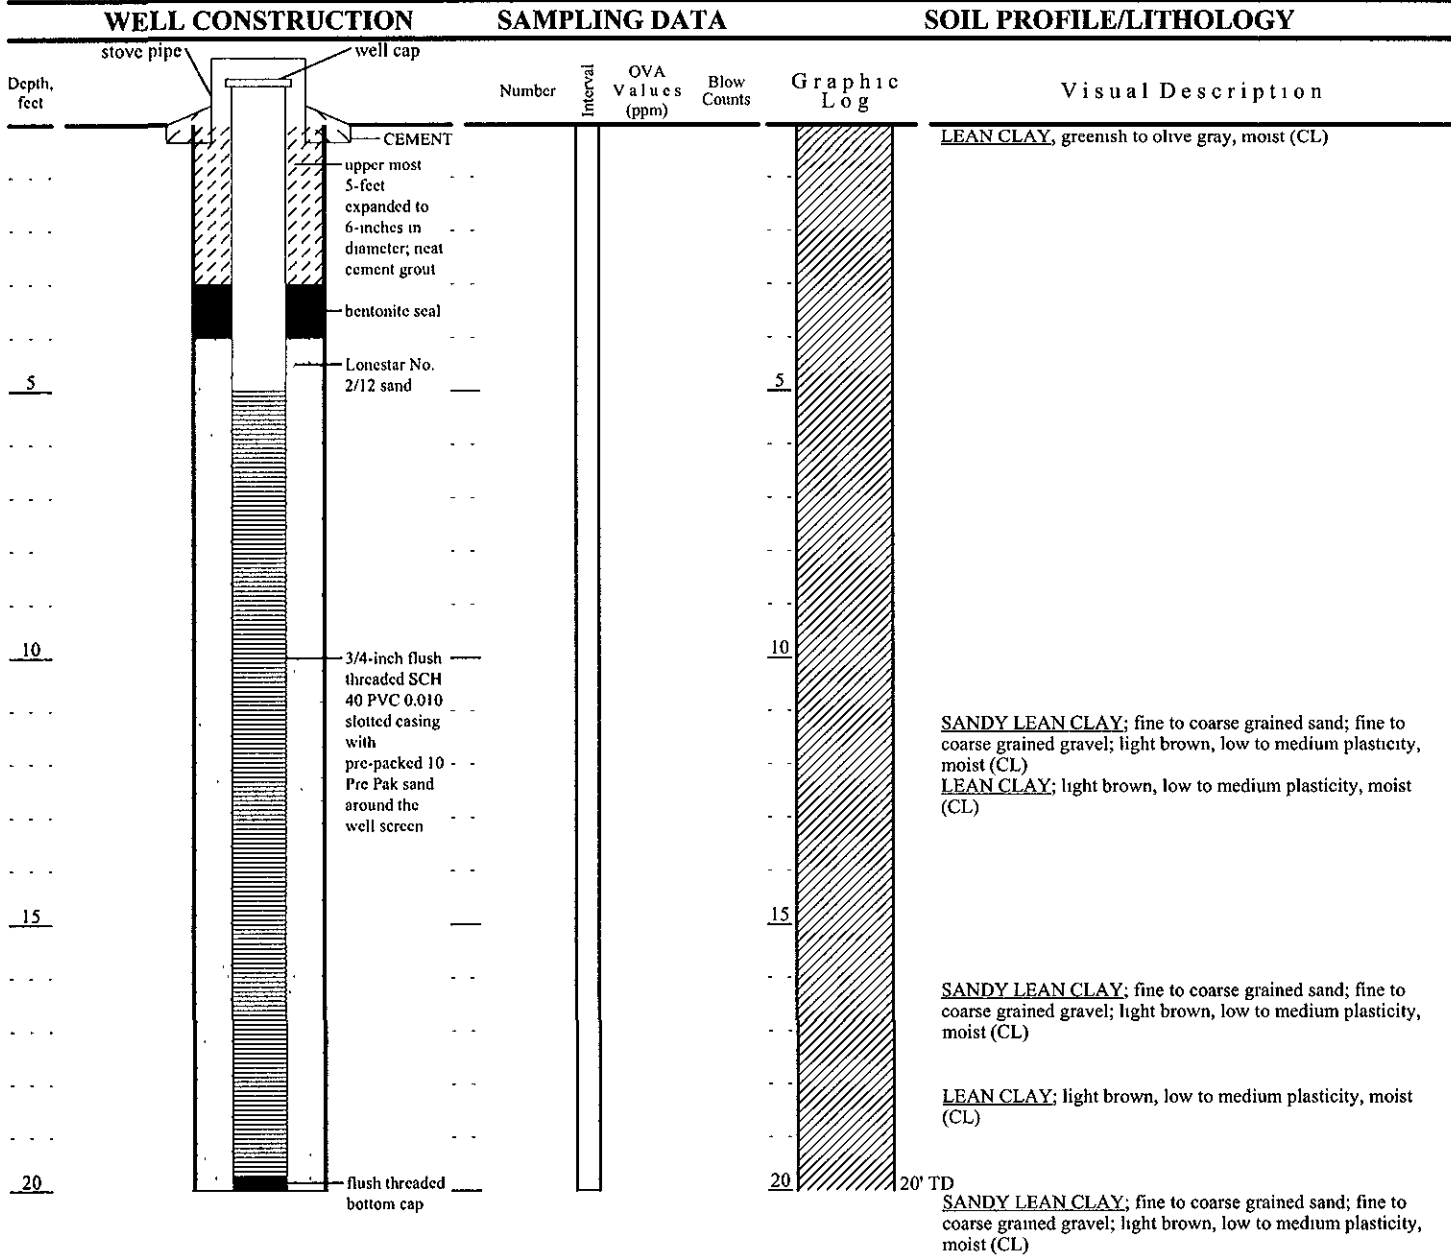 WELL CONSTRUCTION
SAMPLING DATA
SOIL PROFILE/LITHOLOGY
stove pipe
well cap
Depth,
feet
Number
Interval
OVA
Values
(ppm)
Blow
Counts
Graphic
Log
Visual Description
CEMENT
upper most
5-feet
expanded to
6-inches in
diameter; neat
cement grout
bentonite seal
Lonestar No.
2/12 sand
3/4-inch flush
threaded SCH
40 PVC 0.010
slotted casing
with
pre-packed 10
Pre Pak sand
around the
well screen
flush threaded
bottom cap
5
10
15
20
5
10
15
20
20' TD
LEAN CLAY, greenish to olive gray, moist (CL)
SANDY LEAN CLAY; fine to coarse grained sand; fine to
coarse grained gravel; light brown, low to medium plasticity,
moist (CL)
LEAN CLAY; light brown, low to medium plasticity, moist
(CL)
SANDY LEAN CLAY; fine to coarse grained sand; fine to
coarse grained gravel; light brown, low to medium plasticity,
moist (CL)
LEAN CLAY; light brown, low to medium plasticity, moist
(CL)
SANDY LEAN CLAY; fine to coarse grained sand; fine to
coarse grained gravel; light brown, low to medium plasticity,
moist (CL)